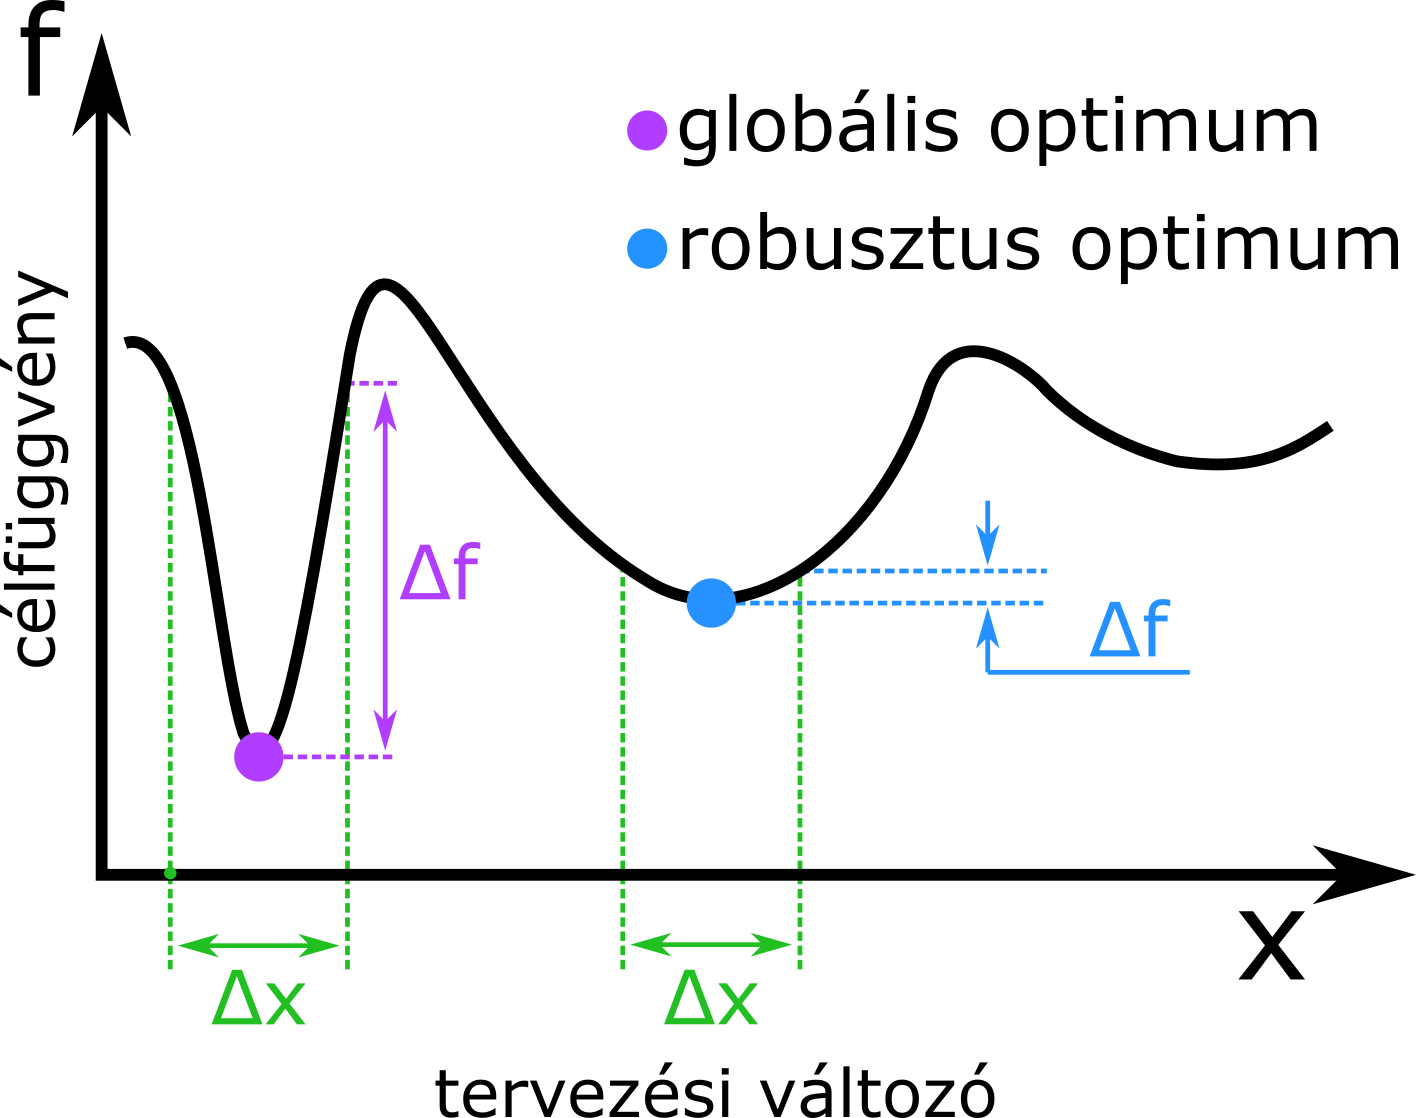 f
globális optimum
robusztus optimum
célfüggvény
Δf
Δf
x
Δx
Δx
tervezési változó